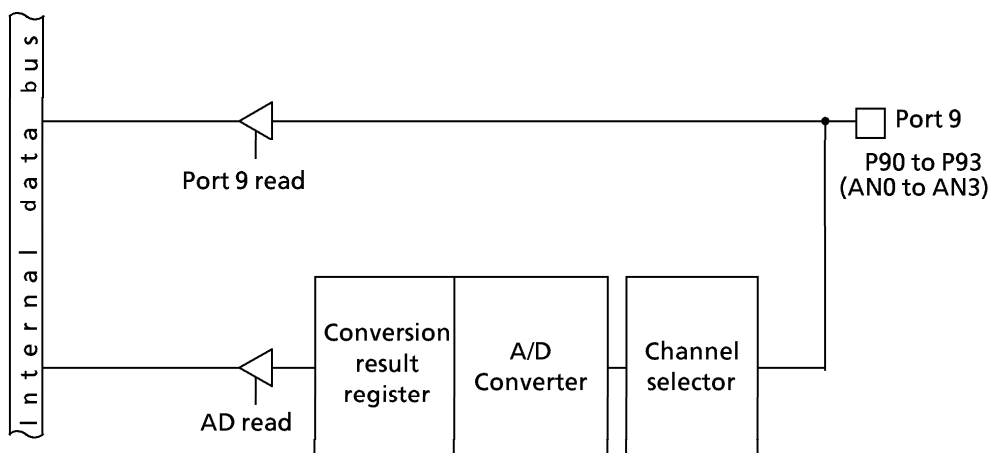 Internal data bus
Port 9
P90 to P93
(AN0 to AN3)
Port 9 read
Conversion
result
register
A/D
Converter
Channel
selector
AD read